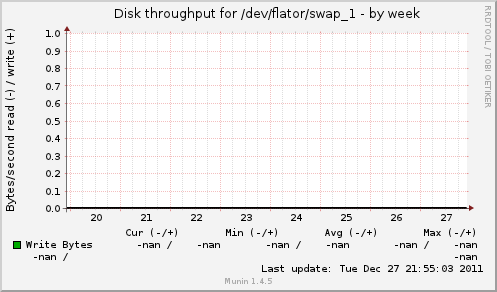 Disk throughput for /dev/flator/swap_1 - by week
RRDTOOL / TOBI OETIKER
Bytes/second read (-) / write (+)
1.0
0.9
0.8
0.7
0.6
0.5
0.4
0.3
0.2
0.1
0.0
20 21 22 23 24 25 26 27
Cur (-/+) Min (-/+) Avg (-/+) Max (-/+)
Write Bytes -nan / -nan -nan / -nan -nan / -nan
-nan / -nan
Last update: Tue Dec 27 21:55:03 2011
Munin 1.4.5